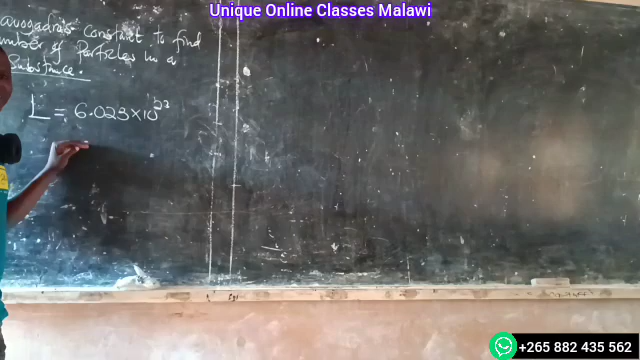 Unique Online Classes Malawi
avogadro's constant to find
number of particles in a
substance.
L = 6.023×10²³
+265 882 435 562